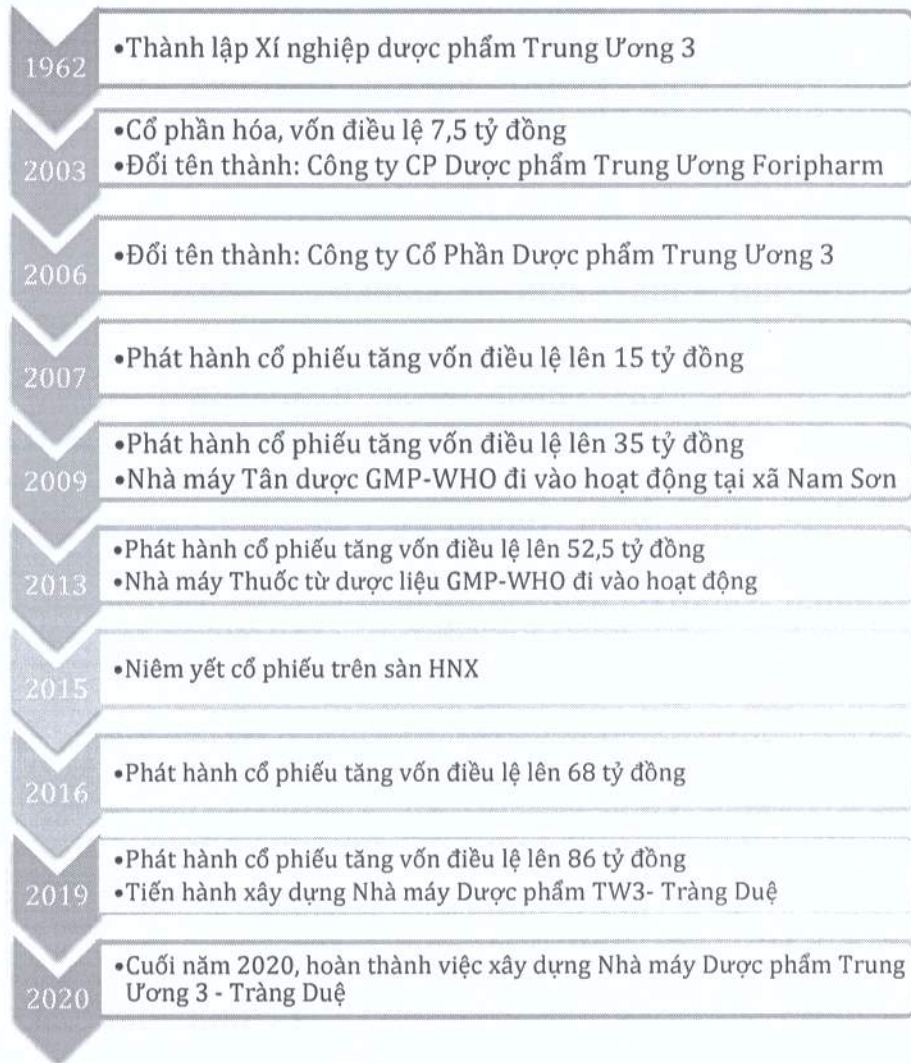 1962
•Thành lập Xí nghiệp dược phẩm Trung Ương 3
2003
•Cổ phần hóa, vốn điều lệ 7,5 tỷ đồng
•Đổi tên thành: Công ty CP Dược phẩm Trung Ương Foripharm
2006
•Đổi tên thành: Công ty Cổ Phần Dược phẩm Trung Ương 3
2007
•Phát hành cổ phiếu tăng vốn điều lệ lên 15 tỷ đồng
2009
•Phát hành cổ phiếu tăng vốn điều lệ lên 35 tỷ đồng
•Nhà máy Tân dược GMP-WHO đi vào hoạt động tại xã Nam Sơn
2013
•Phát hành cổ phiếu tăng vốn điều lệ lên 52,5 tỷ đồng
•Nhà máy Thuốc từ dược liệu GMP-WHO đi vào hoạt động
2015
•Niêm yết cổ phiếu trên sàn HNX
2016
•Phát hành cổ phiếu tăng vốn điều lệ lên 68 tỷ đồng
2019
•Phát hành cổ phiếu tăng vốn điều lệ lên 86 tỷ đồng
•Tiến hành xây dựng Nhà máy Dược phẩm TW3- Tràng Duệ
2020
•Cuối năm 2020, hoàn thành việc xây dựng Nhà máy Dược phẩm Trung
Ương 3 - Tràng Duệ